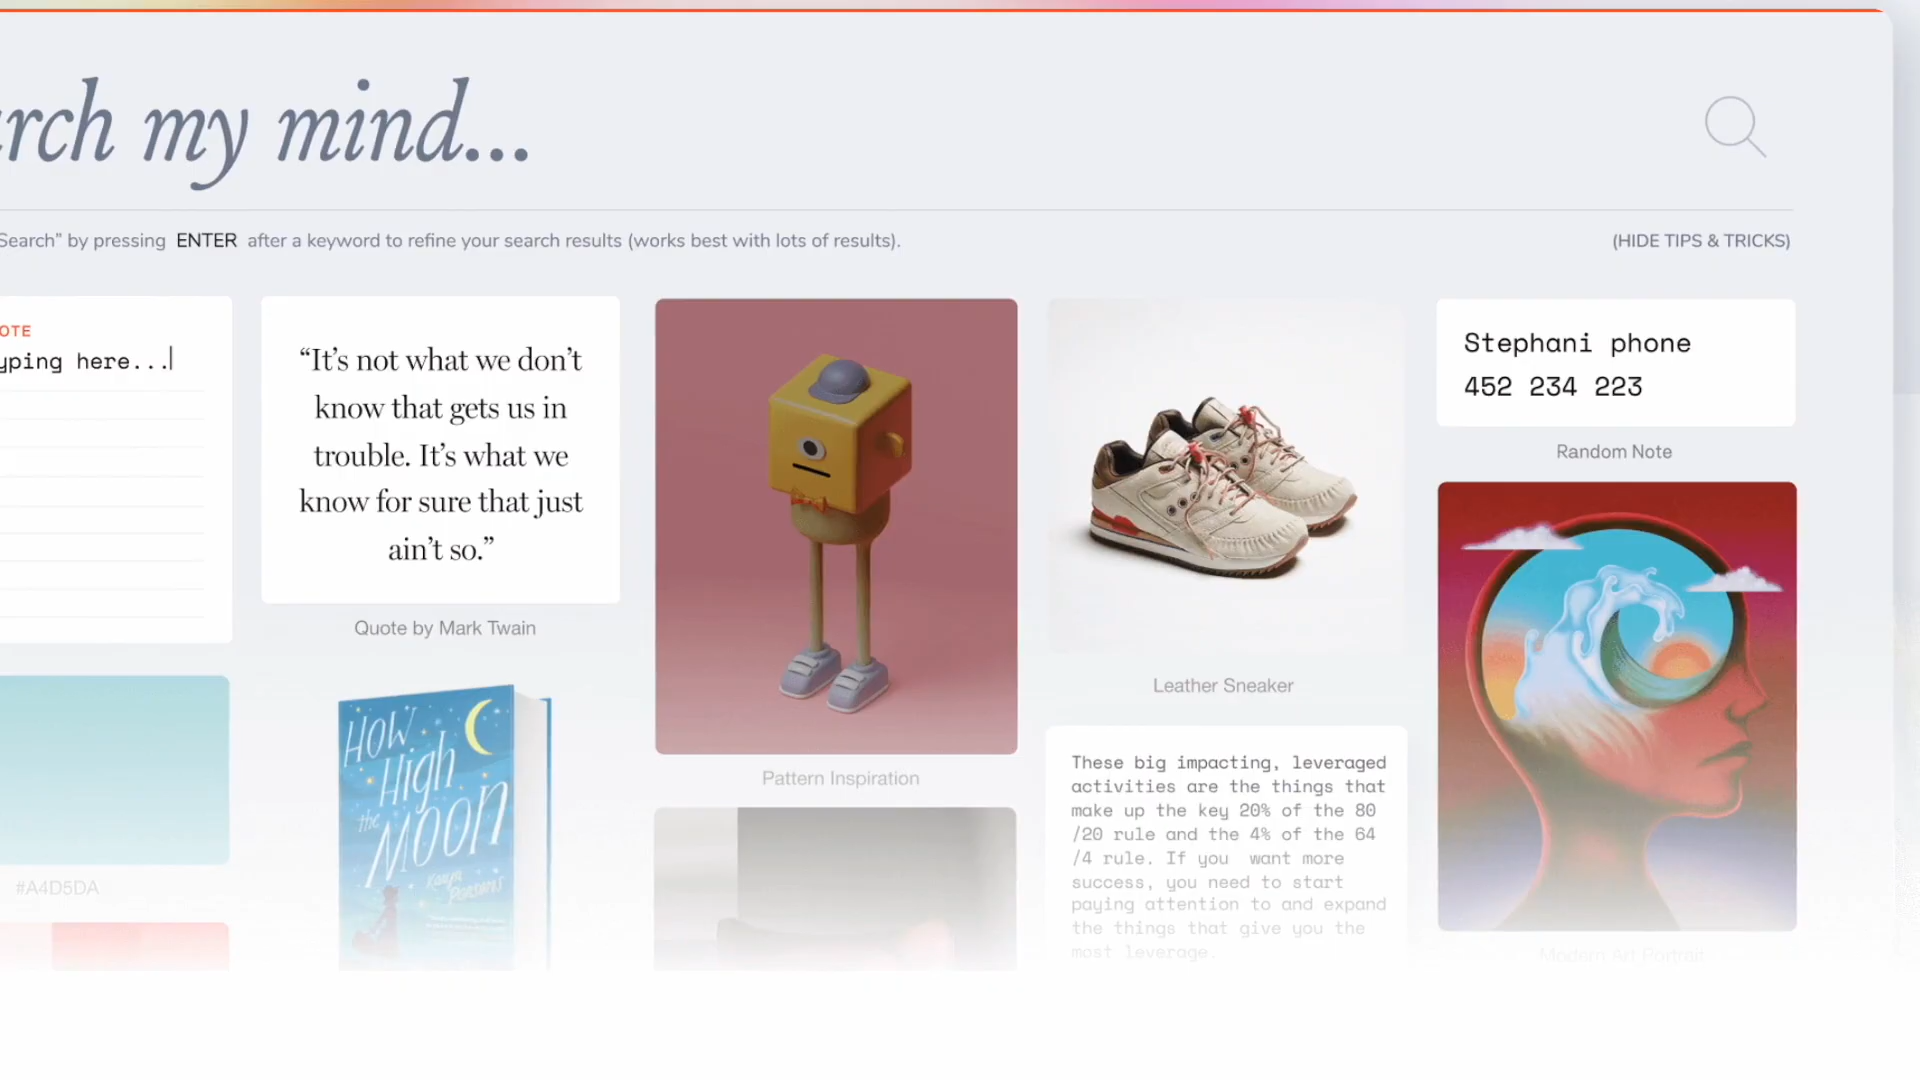 rch my mind...
Search” by pressing ENTER after a keyword to refine your search results (works best with lots of results).
(HIDE TIPS & TRICKS)
OTE
yping here...
#A4D5DA
“It’s not what we don’t
know that gets us in
trouble. It’s what we
know for sure that just
ain’t so.”
Quote by Mark Twain
How
High
the
Moon
Karyn
Parsons
Pattern Inspiration
Leather Sneaker
These big impacting, leveraged
activities are the things that
make up the key 20% of the 80
/20 rule and the 4% of the 64
/4 rule. If you want more
success, you need to start
paying attention to and expand
the things that give you the
most leverage.
Stephani phone
452 234 223
Random Note
Modern Art Portrait